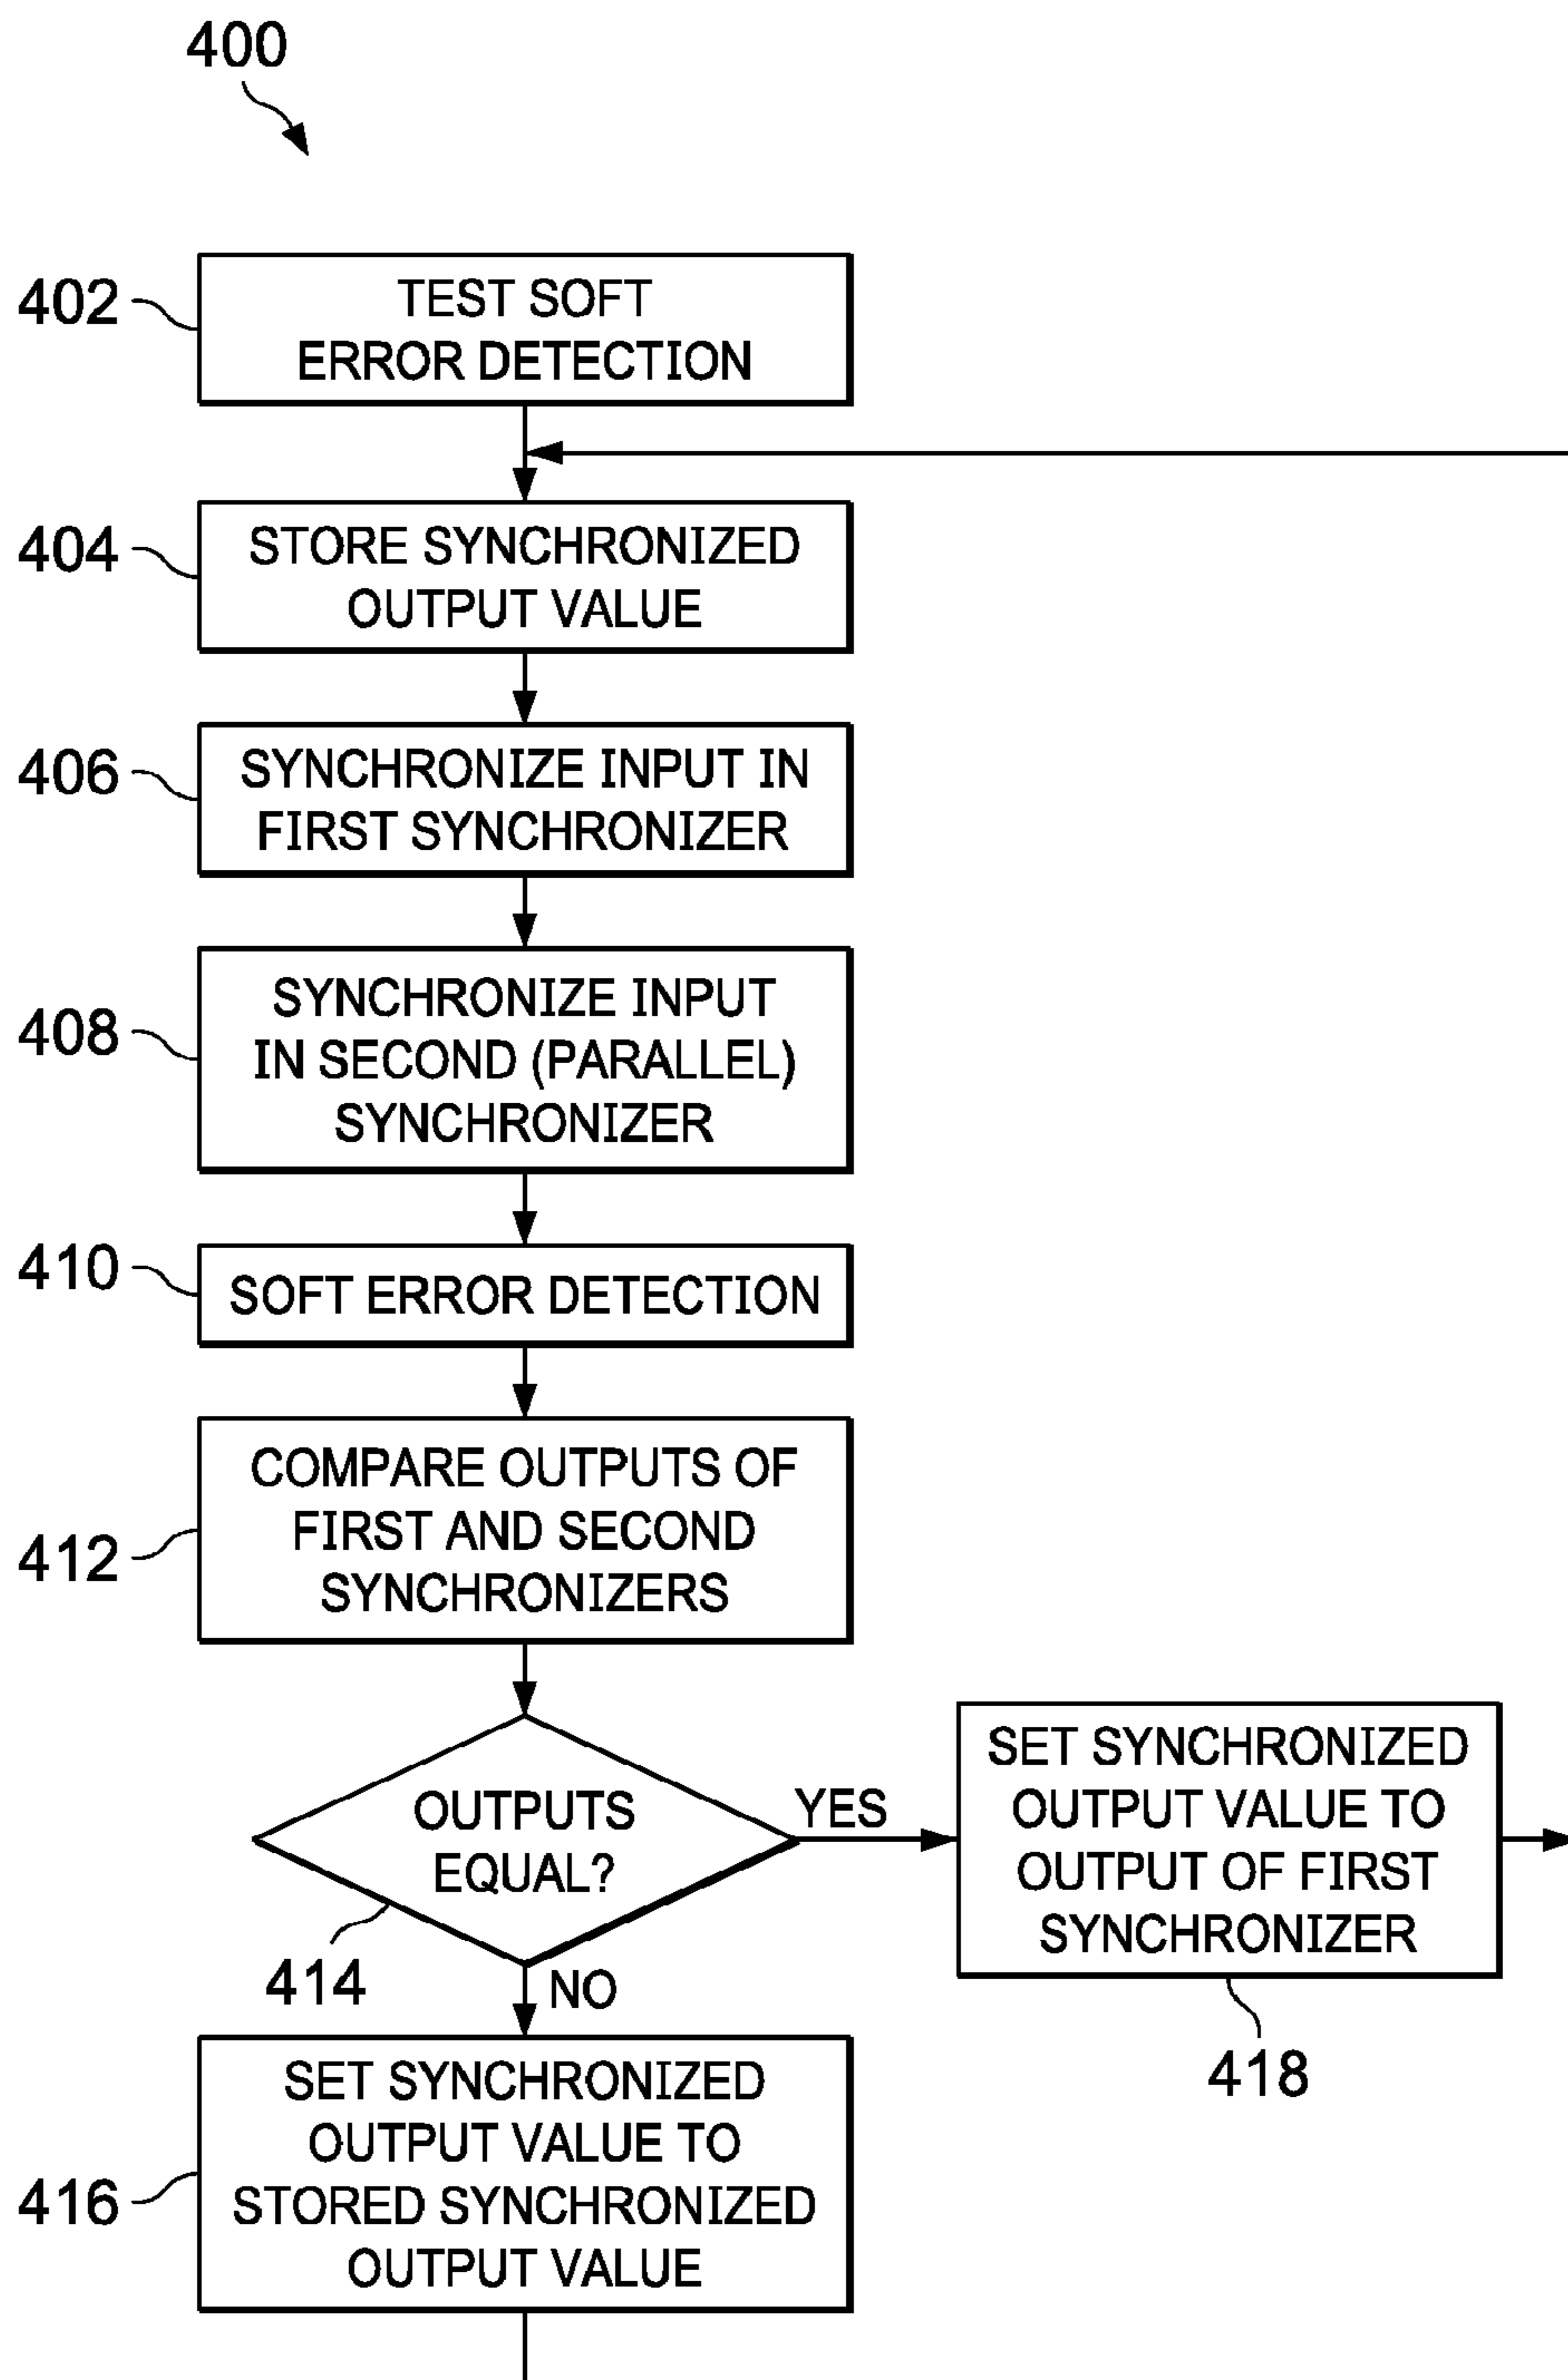 400
402
TEST SOFT
ERROR DETECTION
404
STORE SYNCHRONIZED
OUTPUT VALUE
406
SYNCHRONIZE INPUT IN
FIRST SYNCHRONIZER
408
SYNCHRONIZE INPUT
IN SECOND (PARALLEL)
SYNCHRONIZER
410
SOFT ERROR DETECTION
412
COMPARE OUTPUTS OF
FIRST AND SECOND
SYNCHRONIZERS
OUTPUTS
EQUAL?
414
YES
NO
SET SYNCHRONIZED
OUTPUT VALUE TO
OUTPUT OF FIRST
SYNCHRONIZER
418
416
SET SYNCHRONIZED
OUTPUT VALUE TO
STORED SYNCHRONIZED
OUTPUT VALUE